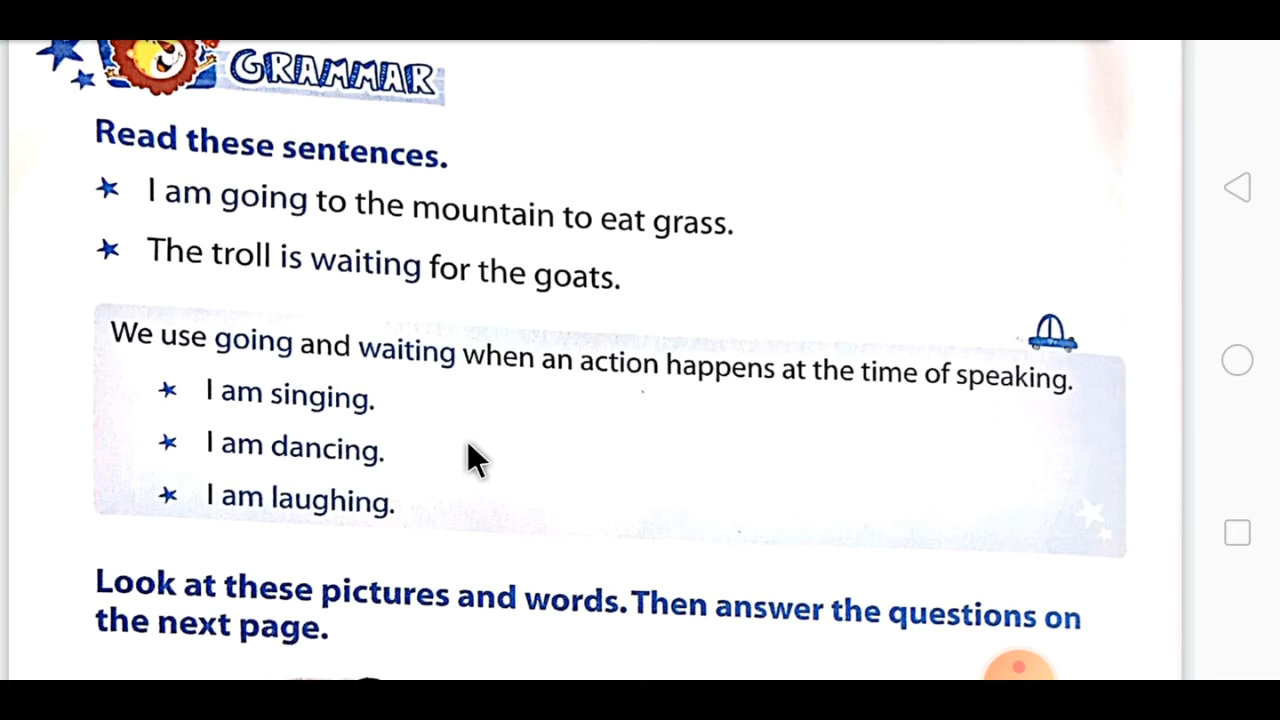 GRAMMAR
Read these sentences.
I am going to the mountain to eat grass.
The troll is waiting for the goats.
We use going and waiting when an action happens at the time of speaking.
I am singing.
I am dancing.
I am laughing.
Look at these pictures and words. Then answer the questions on
the next page.